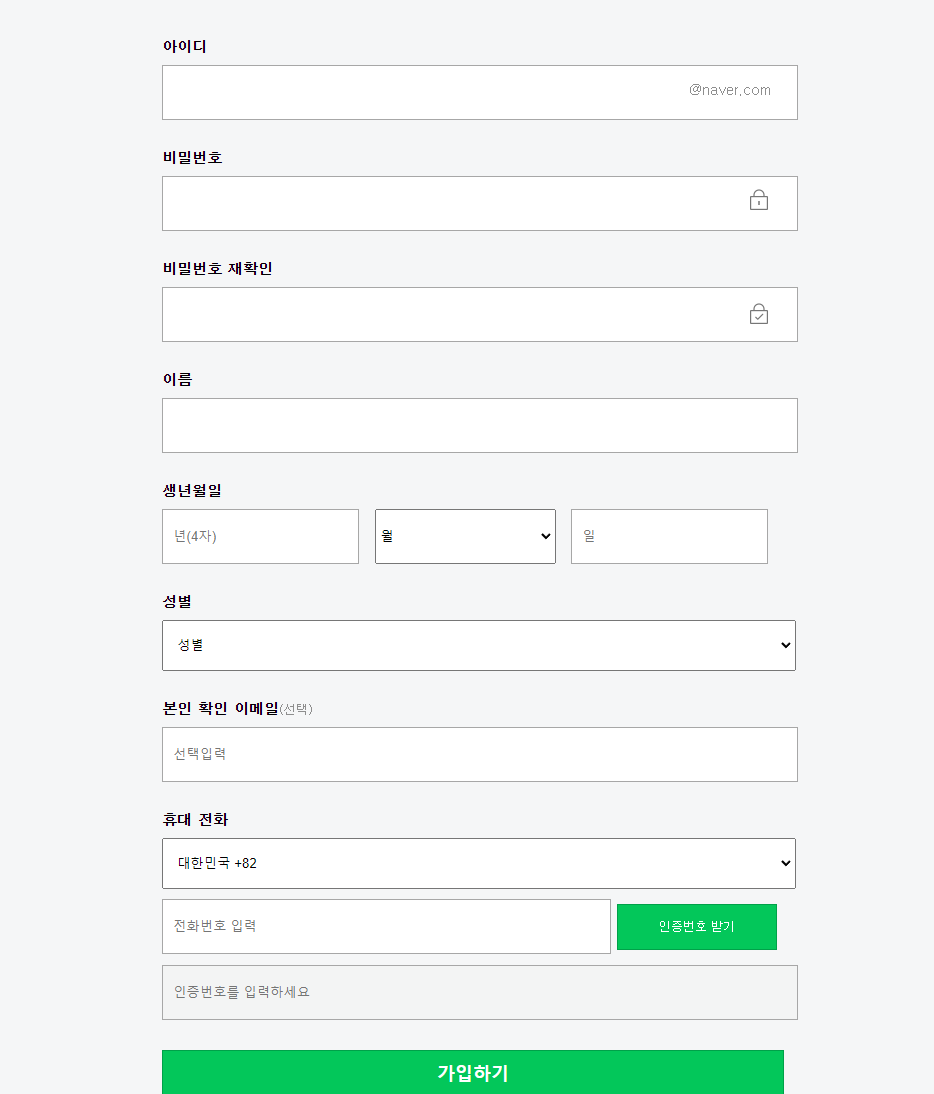 아이디
@naver.com
비밀번호
비밀번호 재확인
이름
생년월일
년(4자) 월 일
성별
성별
본인 확인 이메일(선택)
선택입력
휴대 전화
대한민국 +82
전화번호 입력 인증번호 받기
인증번호를 입력하세요
가입하기